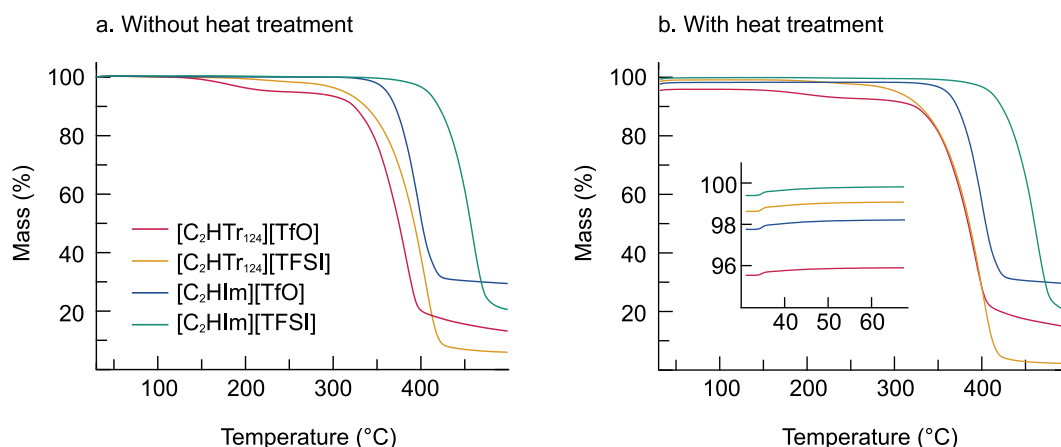 a. Without heat treatment
b. With heat treatment
100
80
60
40
20
Mass (%)
[C₂HTr₁₂₄][TfO]
[C₂HTr₁₂₄][TFSI]
[C₂HIm][TfO]
[C₂HIm][TFSI]
100 200 300 400
Temperature (°C)
100
80
60
40
20
Mass (%)
100
98
96
40 50 60
100 200 300 400
Temperature (°C)